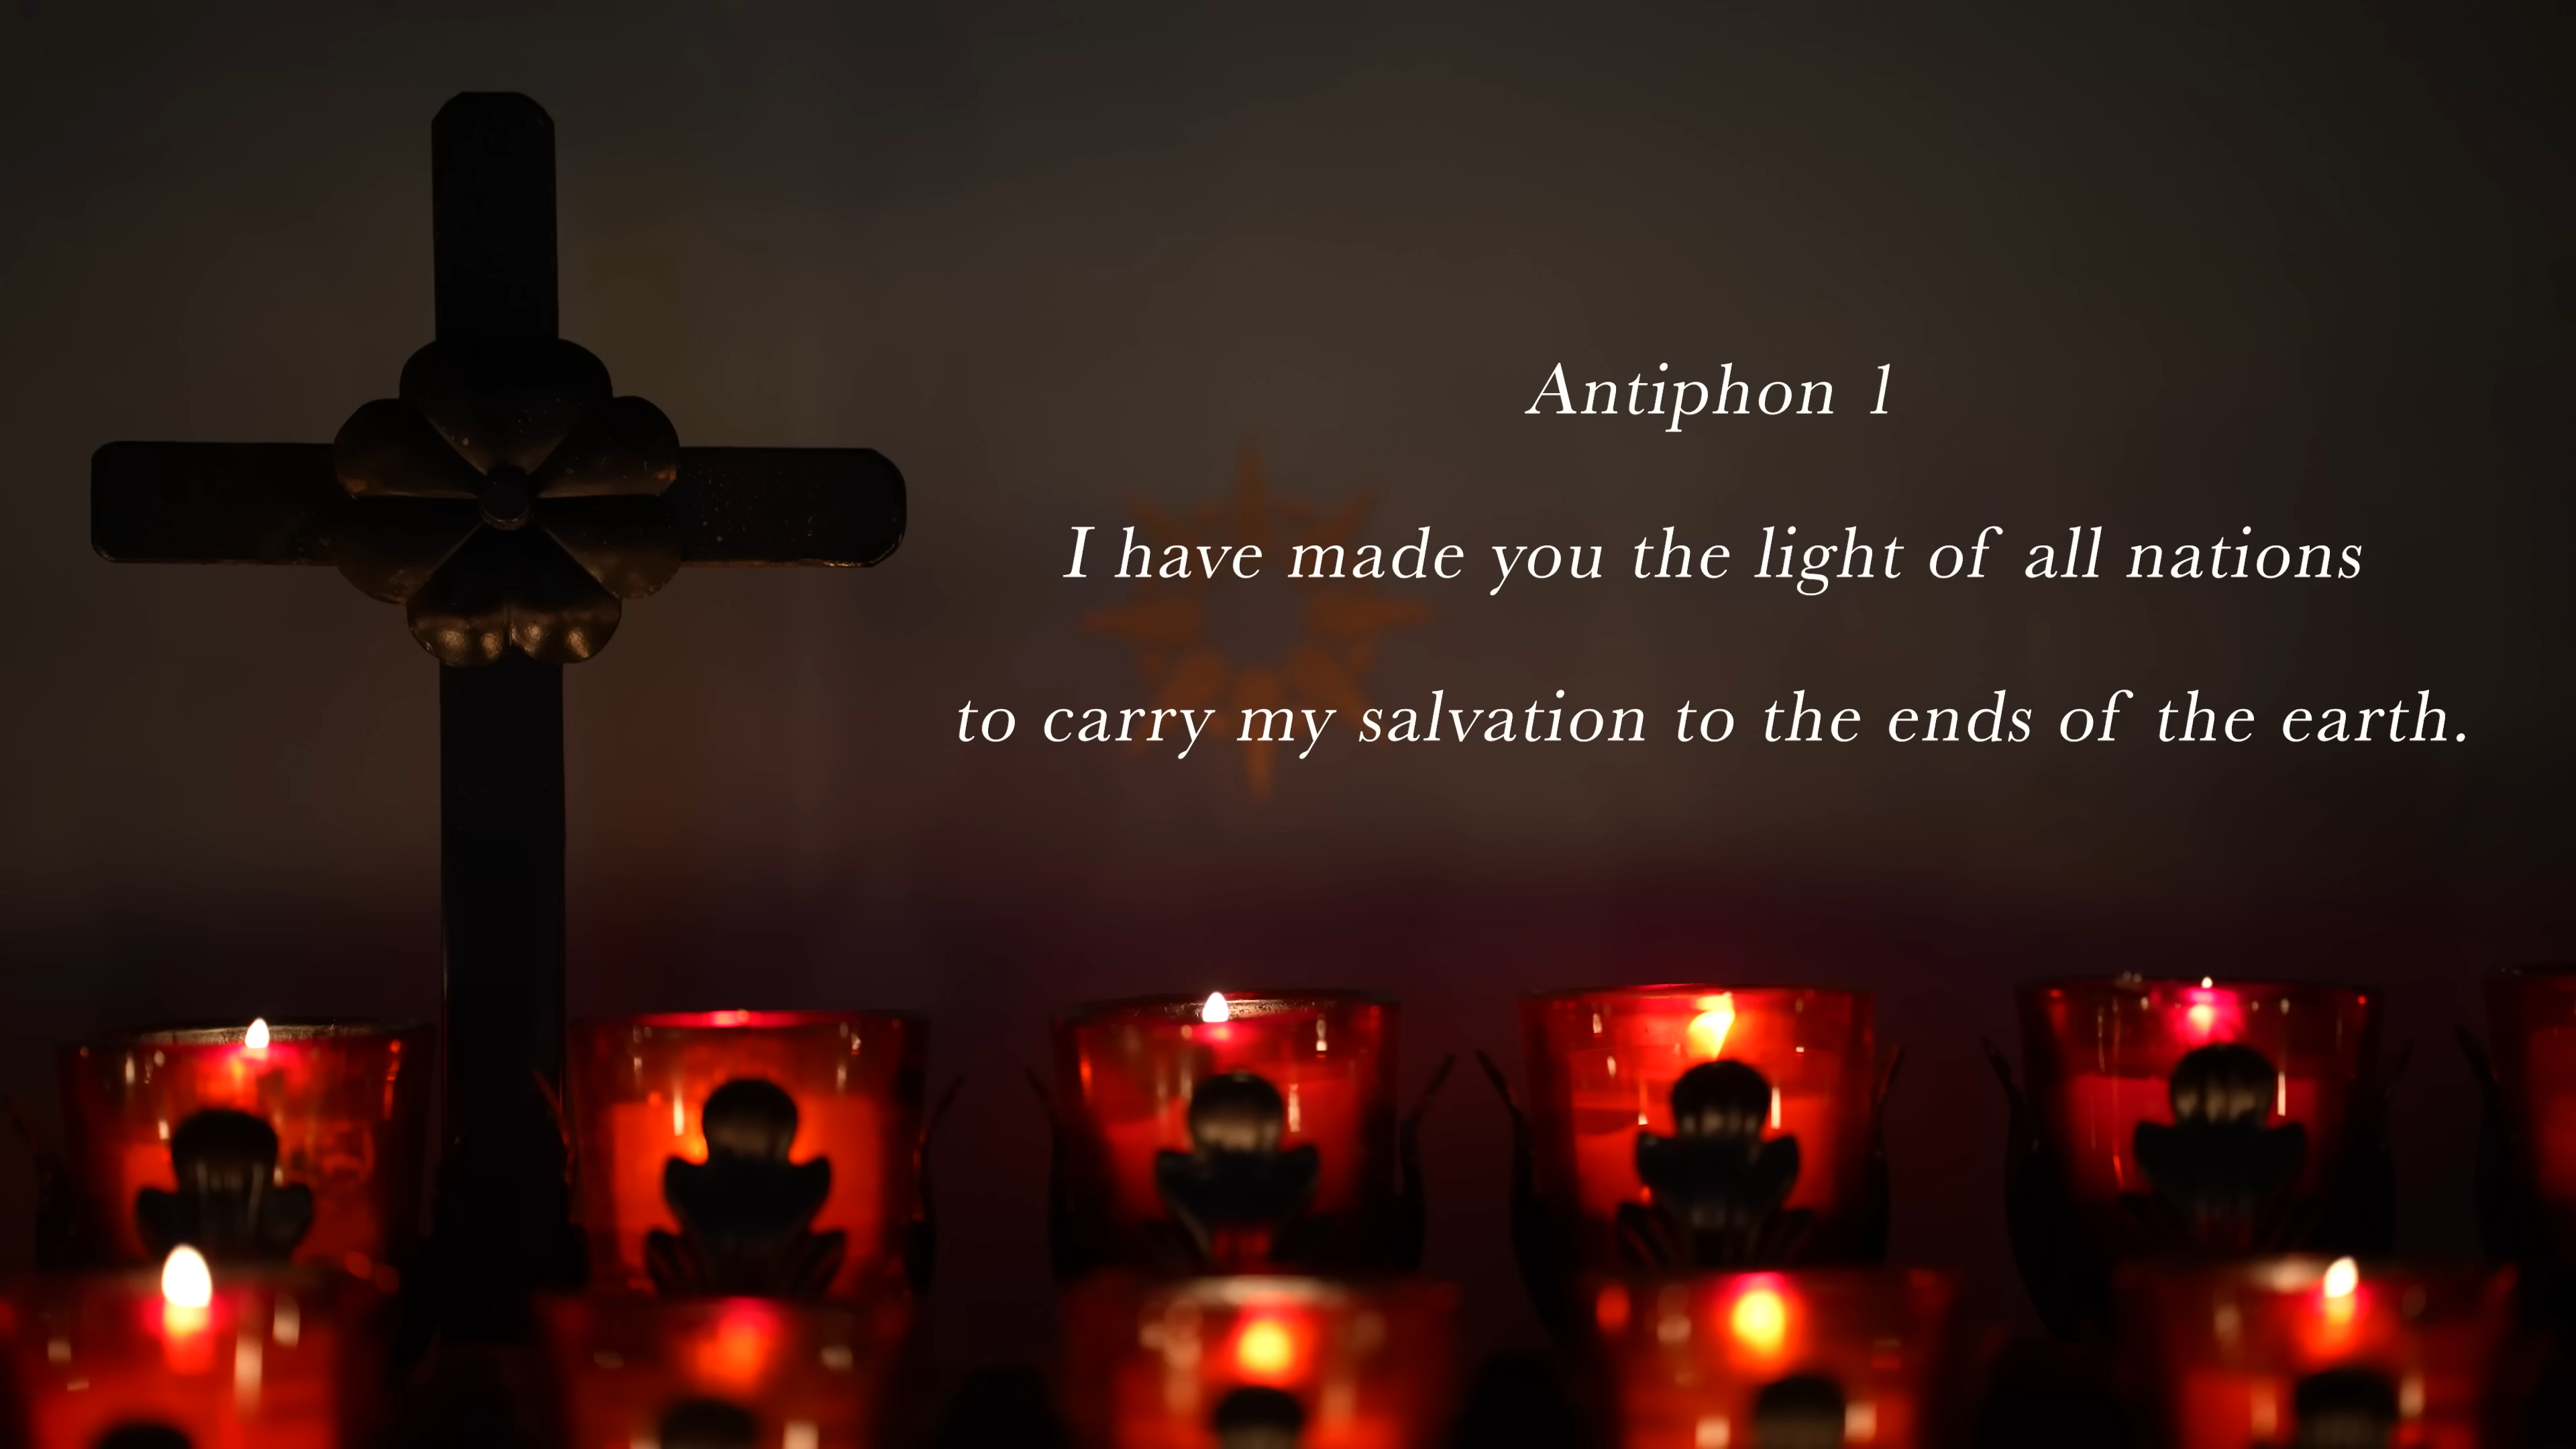 Antiphon 1
I have made you the light of all nations
to carry my salvation to the ends of the earth.